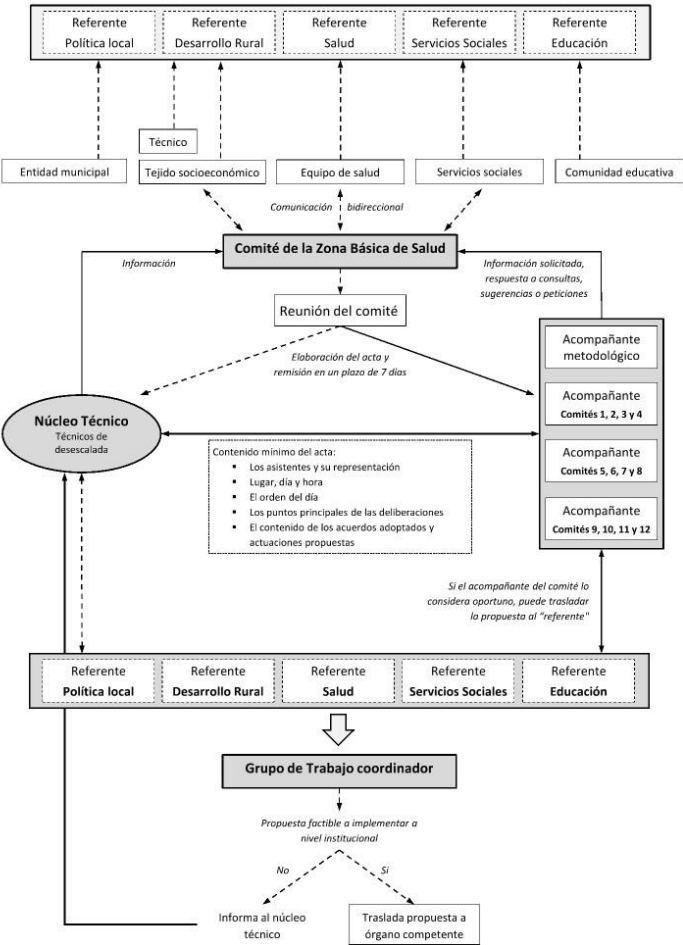 Referente
Política local
Referente
Desarrollo Rural
Referente
Salud
Referente
Servicios Sociales
Referente
Educación
Técnico
Entidad municipal
Tejido socioeconómico
Equipo de salud
Servicios sociales
Comunidad educativa
Comunicación bidireccional
Comité de la Zona Básica de Salud
Información
Información solicitada,
respuesta a consultas,
sugerencias o peticiones
Reunión del comité
Elaboración del acta y
remisión en un plazo de 7 días
Acompañante
metodológico
Acompañante
Comités 1, 2, 3 y 4
Acompañante
Comités 5, 6, 7 y 8
Acompañante
Comités 9, 10, 11 y 12
Núcleo Técnico
Técnicos de
desescalada
Contenido mínimo del acta:
▪ Los asistentes y su representación
▪ Lugar, día y hora
▪ El orden del día
▪ Los puntos principales de las deliberaciones
▪ El contenido de los acuerdos adoptados y
actuaciones propuestas
Si el acompañante del comité lo
considera oportuno, puede trasladar
la propuesta al “referente"
Referente
Política local
Referente
Desarrollo Rural
Referente
Salud
Referente
Servicios Sociales
Referente
Educación
Grupo de Trabajo coordinador
Propuesta factible a implementar a
nivel institucional
No
Si
Informa al núcleo
técnico
Traslada propuesta a
órgano competente